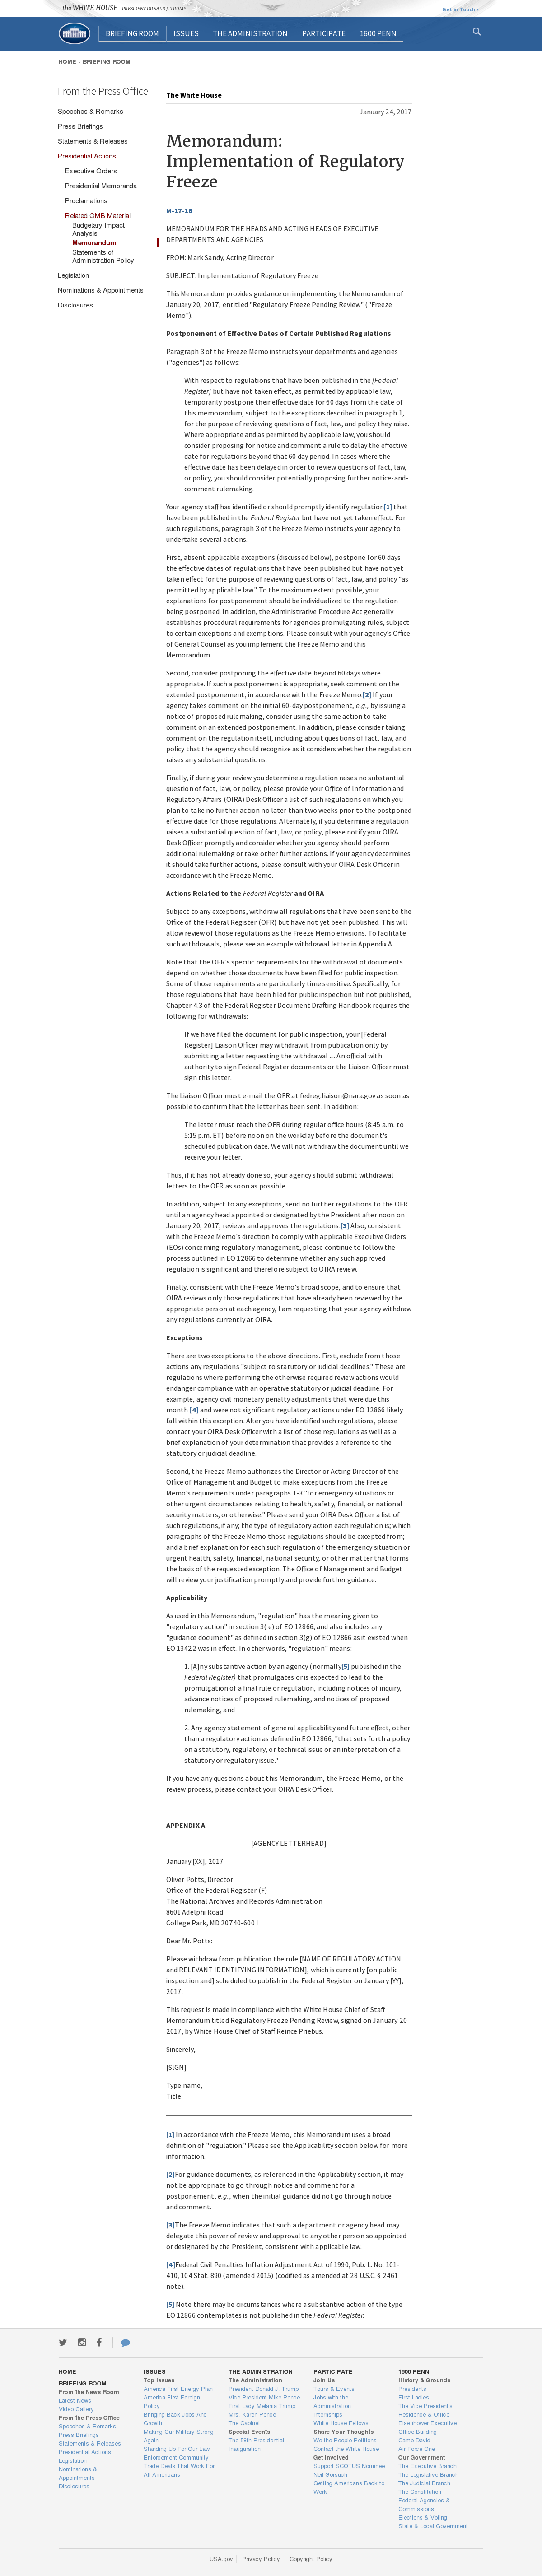 the WHITE HOUSE PRESIDENT DONALD J. TRUMP
Get in Touch
BRIEFING ROOM
ISSUES
THE ADMINISTRATION
PARTICIPATE
1600 PENN
HOME · BRIEFING ROOM
From the Press Office
Speeches & Remarks
Press Briefings
Statements & Releases
Presidential Actions
Executive Orders
Presidential Memoranda
Proclamations
Related OMB Material
Budgetary Impact
Analysis
Memorandum
Statements of
Administration Policy
Legislation
Nominations & Appointments
Disclosures
The White House
January 24, 2017
Memorandum:
Implementation of Regulatory
Freeze
M-17-16
MEMORANDUM FOR THE HEADS AND ACTING HEADS OF EXECUTIVE
DEPARTMENTS AND AGENCIES
FROM: Mark Sandy, Acting Director
SUBJECT: Implementation of Regulatory Freeze
This Memorandum provides guidance on implementing the Memorandum of
January 20, 2017, entitled "Regulatory Freeze Pending Review" ( "Freeze
Memo").
Postponement of Effective Dates of Certain Published Regulations
Paragraph 3 of the Freeze Memo instructs your departments and agencies
("agencies") as follows:
With respect to regulations that have been published in the [Federal
Register] but have not taken effect, as permitted by applicable law,
temporarily postpone their effective date for 60 days from the date of
this memorandum, subject to the exceptions described in paragraph 1,
for the purpose of reviewing questions of fact, law, and policy they raise.
Where appropriate and as permitted by applicable law, you should
consider proposing for notice and comment a rule to delay the effective
date for regulations beyond that 60 day period. In cases where the
effective date has been delayed in order to review questions of fact, law,
or policy, you should consider potentially proposing further notice-and-
comment rulemaking.
Your agency staff has identified or should promptly identify regulation[1] that
have been published in the Federal Register but have not yet taken effect. For
such regulations, paragraph 3 of the Freeze Memo instructs your agency to
undertake several actions.
First, absent applicable exceptions (discussed below), postpone for 60 days
the effective dates of regulations that have been published but have not yet
taken effect for the purpose of reviewing questions of fact, law, and policy "as
permitted by applicable law." To the maximum extent possible, your
explanations for postponement should be individualized to the regulation
being postponed. In addition, the Administrative Procedure Act generally
establishes procedural requirements for agencies promulgating rules, subject
to certain exceptions and exemptions. Please consult with your agency's Office
of General Counsel as you implement the Freeze Memo and this
Memorandum.
Second, consider postponing the effective date beyond 60 days where
appropriate. If such a postponement is appropriate, seek comment on the
extended postponement, in accordance with the Freeze Memo.[2] If your
agency takes comment on the initial 60-day postponement, e.g., by issuing a
notice of proposed rulemaking, consider using the same action to take
comment on an extended postponement. In addition, please consider taking
comment on the regulation itself, including about questions of fact, law, and
policy that your agency should consider as it considers whether the regulation
raises any substantial questions.
Finally, if during your review you determine a regulation raises no substantial
question of fact, law, or policy, please provide your Office of Information and
Regulatory Affairs (OIRA) Desk Officer a list of such regulations on which you
plan to take no further action no later than two weeks prior to the postponed
effective date for those regulations. Alternatively, if you determine a regulation
raises a substantial question of fact, law, or policy, please notify your OIRA
Desk Officer promptly and consider whether you agency should perform
additional rulemaking or take other further actions. If your agency determines
it should take such further actions, please consult with your OIRA Desk Officer
in accordance with the Freeze Memo.
Actions Related to the Federal Register and OIRA
Subject to any exceptions, withdraw all regulations that have been sent to the
Office of the Federal Register (OFR) but have not yet been published. This will
allow review of those regulations as the Freeze Memo envisions. To facilitate
such withdrawals, please see an example withdrawal letter in Appendix A.
Note that the OFR's specific requirements for the withdrawal of documents
depend on whether the documents have been filed for public inspection.
Some of those requirements are particularly time sensitive. Specifically, for
those regulations that have been filed for public inspection but not published,
Chapter 4.3 of the Federal Register Document Drafting Handbook requires the
following for withdrawals:
If we have filed the document for public inspection, your [Federal
Register] Liaison Officer may withdraw it from publication only by
submitting a letter requesting the withdrawal .... An official with
authority to sign Federal Register documents or the Liaison Officer must
sign this letter.
The Liaison Officer must e-mail the OFR at fedreg.liaison@nara.gov as soon as
possible to confirm that the letter has been sent. In addition:
The letter must reach the OFR during regular office hours (8:45 a.m. to
5:15 p.m. ET) before noon on the workday before the document's
scheduled publication date. We will not withdraw the document until we
receive your letter.
Thus, if it has not already done so, your agency should submit withdrawal
letters to the OFR as soon as possible.
In addition, subject to any exceptions, send no further regulations to the OFR
until an agency head appointed or designated by the President after noon on
January 20, 2017, reviews and approves the regulations.[3] Also, consistent
with the Freeze Memo's direction to comply with applicable Executive Orders
(EOs) concerning regulatory management, please continue to follow the
process outlined in EO 12866 to determine whether any such regulation is
significant and therefore subject to OIRA review.
Finally, consistent with the Freeze Memo's broad scope, and to ensure that
OIRA reviews only those regulations that have already been reviewed by the
appropriate person at each agency, I am requesting that your agency withdraw
any regulations currently at OIRA.
Exceptions
There are two exceptions to the above directions. First, exclude from those
actions any regulations "subject to statutory or judicial deadlines." These are
regulations where performing the otherwise required review actions would
endanger compliance with an operative statutory or judicial deadline. For
example, agency civil monetary penalty adjustments that were due this
month [4] and were not significant regulatory actions under EO 12866 likely
fall within this exception. After you have identified such regulations, please
contact your OIRA Desk Officer with a list of those regulations as well as a
brief explanation of your determination that portrays the substance of the
statutory or judicial deadline.
Second, the Freeze Memo authorizes the Director or Acting Director of the
Office of Management and Budget to make exceptions from the Freeze
Memo's requirements under paragraphs 1-3 "for emergency situations or
other urgent circumstances relating to health, safety, financial, or national
security matters, or otherwise." Please send your OIRA Desk Officer a list of
such regulations, if any; the type of regulatory action each regulation is; which
paragraphs of the Freeze Memo those regulations should be excepted from;
and a brief explanation for each such regulation of the emergency situation or
urgent health, safety, financial, national security, or other matter that forms
the basis of the requested exception. The Office of Management and Budget
will review your justification promptly and provide further guidance.
Applicability
As used in this Memorandum, "regulation" has the meaning given to
"regulatory action" in section 3( e) of EO 12866, and also includes any
"guidance document" as defined in section 3(g) of EO 12866 as it existed when
EO 13422 was in effect. In other words, "regulation" means:
1. [A]ny substantive action by an agency (normally[5] published in the
Federal Register) that promulgates or is expected to lead to the
promulgation of a final rule or regulation, including notices of inquiry,
advance notices of proposed rulemaking, and notices of proposed
rulemaking, and
2. Any agency statement of general applicability and future effect, other
than a regulatory action as defined in EO 12866, "that sets forth a policy
on a statutory, regulatory, or technical issue or an interpretation of a
statutory or regulatory issue."
If you have any questions about this Memorandum, the Freeze Memo, or the
review process, please contact your OIRA Desk Officer.
APPENDIX A
[AGENCY LETTERHEAD]
January [XX], 2017
Oliver Potts, Director
Office of the Federal Register (F)
The National Archives and Records Administration
8601 Adelphi Road
College Park, MD 20740-600 I
Dear Mr. Potts:
Please withdraw from publication the rule [NAME OF REGULATORY ACTION
and RELEVANT IDENTIFYING INFORMATION], which is currently [on public
inspection and] scheduled to publish in the Federal Register on January [YY],
2017.
This request is made in compliance with the White House Chief of Staff
Memorandum titled Regulatory Freeze Pending Review, signed on January 20
2017, by White House Chief of Staff Reince Priebus.
Sincerely,
[SIGN]
Type name,
Title
[1] In accordance with the Freeze Memo, this Memorandum uses a broad
definition of "regulation." Please see the Applicability section below for more
information.
[2]For guidance documents, as referenced in the Applicability section, it may
not be appropriate to go through notice and comment for a
postponement, e.g., when the initial guidance did not go through notice
and comment.
[3]The Freeze Memo indicates that such a department or agency head may
delegate this power of review and approval to any other person so appointed
or designated by the President, consistent with applicable law.
[4]Federal Civil Penalties Inflation Adjustment Act of 1990, Pub. L. No. 101-
410, 104 Stat. 890 (amended 2015) (codified as amended at 28 U.S.C. § 2461
note).
[5] Note there may be circumstances where a substantive action of the type
EO 12866 contemplates is not published in the Federal Register.
HOME
BRIEFING ROOM
From the News Room
Latest News
Video Gallery
From the Press Office
Speeches & Remarks
Press Briefings
Statements & Releases
Presidential Actions
Legislation
Nominations &
Appointments
Disclosures
ISSUES
Top Issues
America First Energy Plan
America First Foreign
Policy
Bringing Back Jobs And
Growth
Making Our Military Strong
Again
Standing Up For Our Law
Enforcement Community
Trade Deals That Work For
All Americans
THE ADMINISTRATION
The Administration
President Donald J. Trump
Vice President Mike Pence
First Lady Melania Trump
Mrs. Karen Pence
The Cabinet
Special Events
The 58th Presidential
Inauguration
PARTICIPATE
Join Us
Tours & Events
Jobs with the
Administration
Internships
White House Fellows
Share Your Thoughts
We the People Petitions
Contact the White House
Get Involved
Support SCOTUS Nominee
Neil Gorsuch
Getting Americans Back to
Work
1600 PENN
History & Grounds
Presidents
First Ladies
The Vice President's
Residence & Office
Eisenhower Executive
Office Building
Camp David
Air Force One
Our Government
The Executive Branch
The Legislative Branch
The Judicial Branch
The Constitution
Federal Agencies &
Commissions
Elections & Voting
State & Local Government
USA.gov
Privacy Policy
Copyright Policy